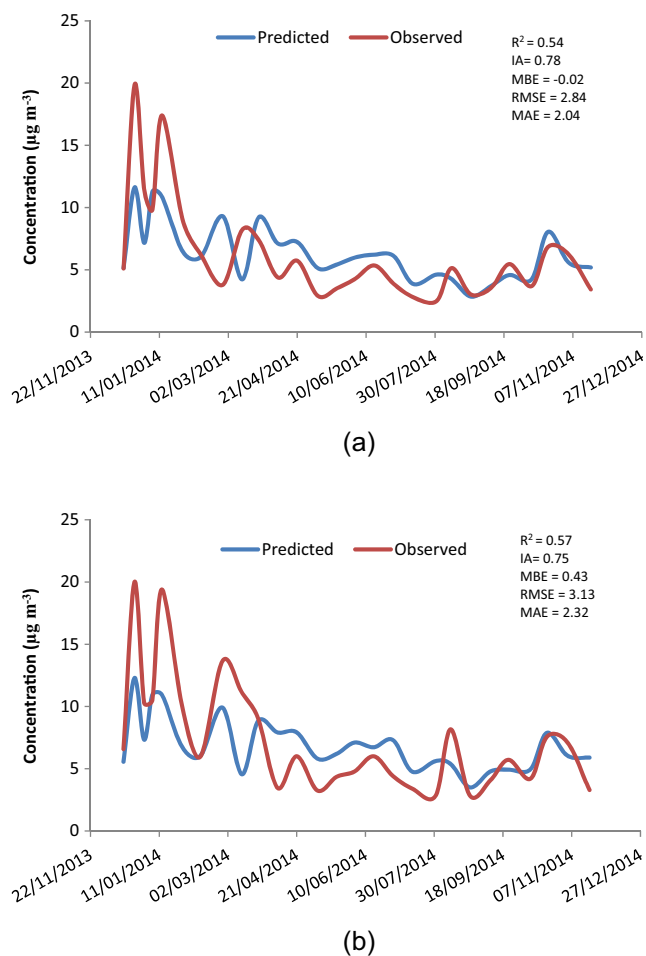 25
20
15
10
5
0
Concentration (μg m⁻³)
Predicted
Observed
R² = 0.54
IA= 0.78
MBE = -0.02
RMSE = 2.84
MAE = 2.04
22/11/2013
11/01/2014
02/03/2014
21/04/2014
10/06/2014
30/07/2014
18/09/2014
07/11/2014
27/12/2014
(a)
25
20
15
10
5
0
Concentration (μg m⁻³)
Predicted
Observed
R² = 0.57
IA= 0.75
MBE = 0.43
RMSE = 3.13
MAE = 2.32
22/11/2013
11/01/2014
02/03/2014
21/04/2014
10/06/2014
30/07/2014
18/09/2014
07/11/2014
27/12/2014
(b)